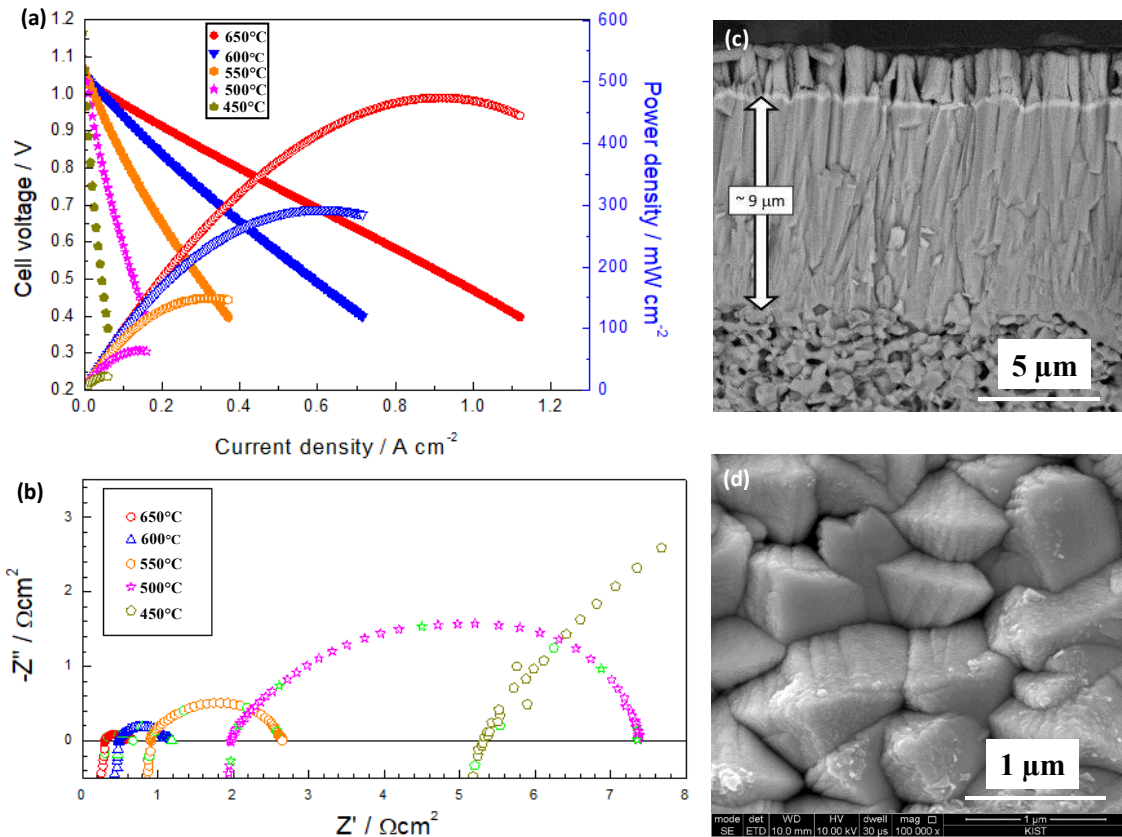 (a)
650°C
600°C
550°C
500°C
450°C
1.2
1.1
1.0
0.9
0.8
0.7
0.6
0.5
0.4
0.3
0.2
Cell voltage / V
600
500
400
300
200
100
0
Power density / mW cm-2
0.0 0.2 0.4 0.6 0.8 1.0 1.2
Current density / A cm-2
(c)
~ 9 µm
5 µm
(b)
650°C
600°C
550°C
500°C
450°C
3
2
1
0
-Z'' / Ωcm2
0 1 2 3 4 5 6 7 8
Z' / Ωcm2
(d)
1 µm
mode det WD HV dwell mag 1 µm
SE ETD 10.0 mm 10.00 kV 30 µs 100 000 x KIST